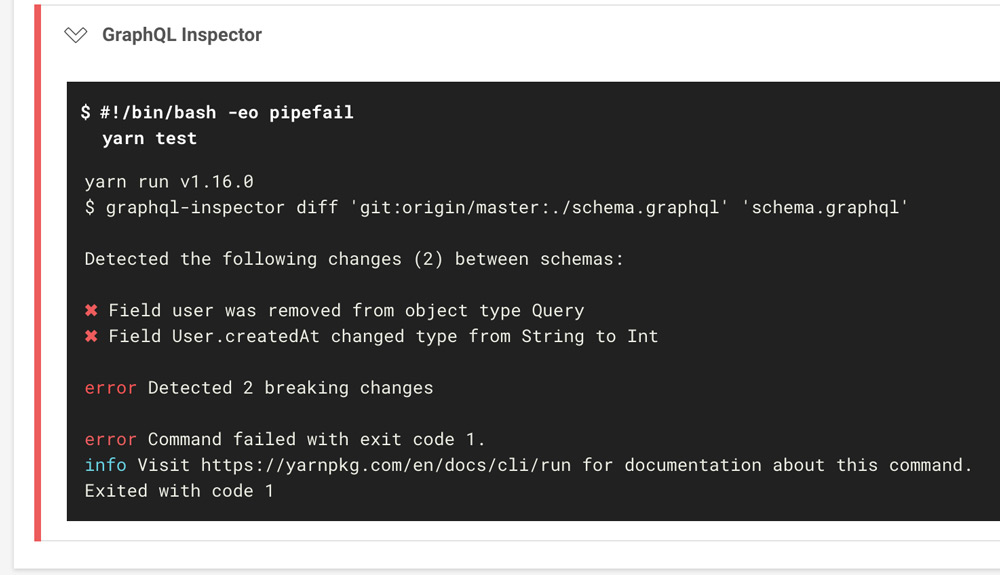 GraphQL Inspector
$ #!/bin/bash -eo pipefail
yarn test
yarn run v1.16.0
$ graphql-inspector diff 'git:origin/master:./schema.graphql' 'schema.graphql'
Detected the following changes (2) between schemas:
✖ Field user was removed from object type Query
✖ Field User.createdAt changed type from String to Int
error Detected 2 breaking changes
error Command failed with exit code 1.
info Visit https://yarnpkg.com/en/docs/cli/run for documentation about this command.
Exited with code 1